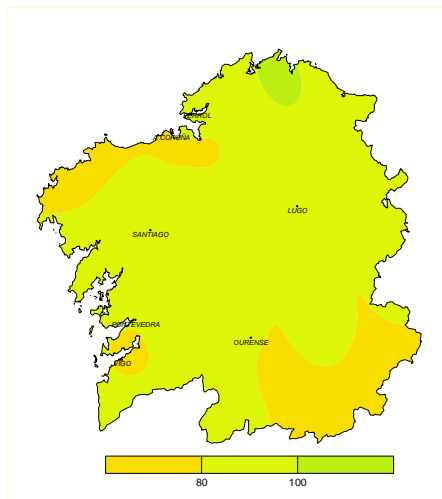 FERROL
A CORUÑA
LUGO
SANTIAGO
PONTEVEDRA
OURENSE
VIGO
80 100